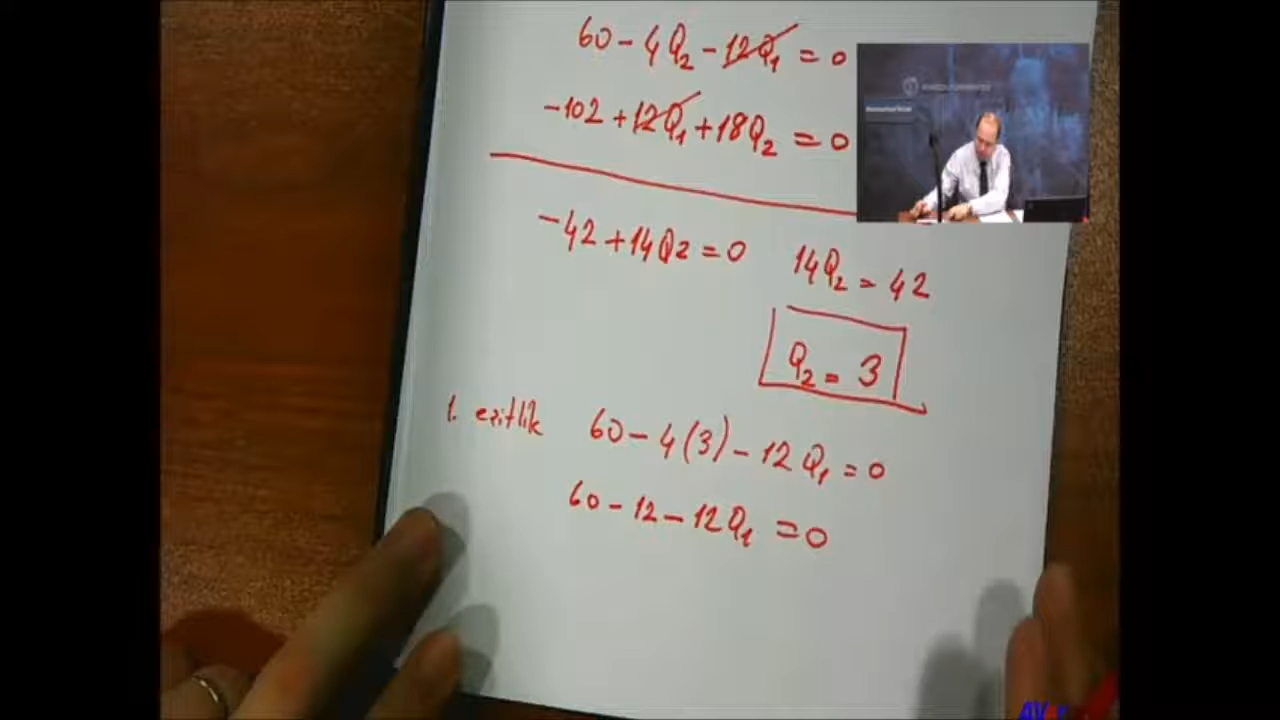 60 - 4Q₂ - 12Q₁ = 0
-102 + 12Q₁ + 18Q₂ = 0
-42 + 14Q₂ = 0    14Q₂ = 42
Q₂ = 3
1. eşitlik    60 - 4(3) - 12Q₁ = 0
60 - 12 - 12Q₁ = 0